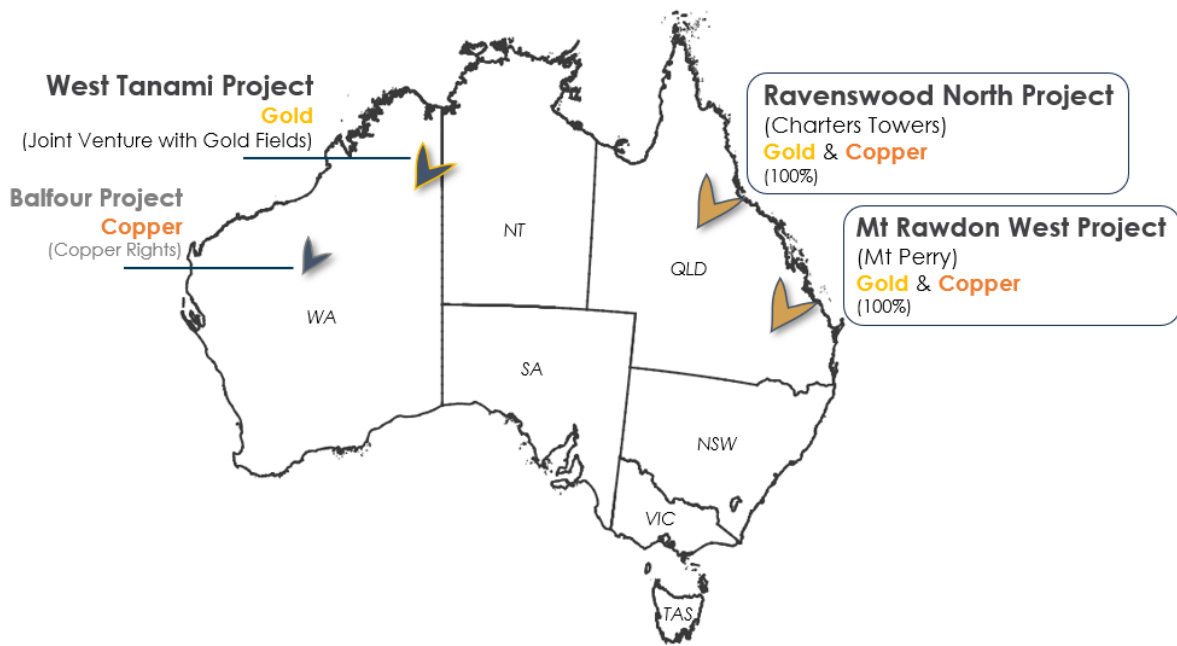 West Tanami Project
Gold
(Joint Venture with Gold Fields)
Balfour Project
Copper
(Copper Rights)
Ravenswood North Project
(Charters Towers)
Gold & Copper
(100%)
Mt Rawdon West Project
(Mt Perry)
Gold & Copper
(100%)
NT
QLD
WA
SA
NSW
VIC
TAS